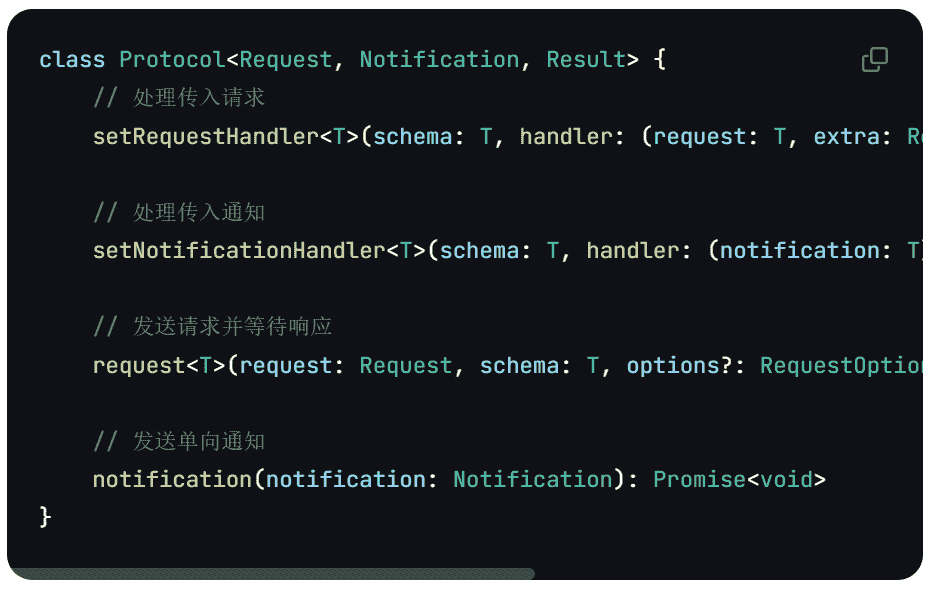 class Protocol<Request, Notification, Result> {
// 处理传入请求
setRequestHandler<T>(schema: T, handler: (request: T, extra:
// 处理传入通知
setNotificationHandler<T>(schema: T, handler: (notification: T
// 发送请求并等待响应
request<T>(request: Request, schema: T, options?:
// 发送单向通知
notification(notification: Notification): Promise<void>
}